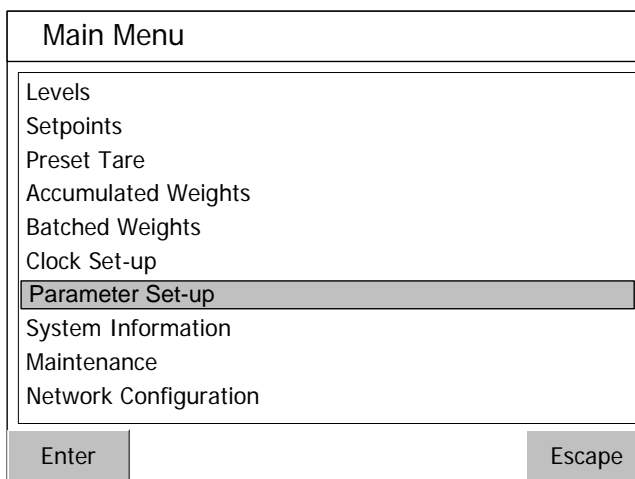 Main Menu
Levels
Setpoints
Preset Tare
Accumulated Weights
Batched Weights
Clock Set-up
Parameter Set-up
System Information
Maintenance
Network Configuration
Enter
Escape